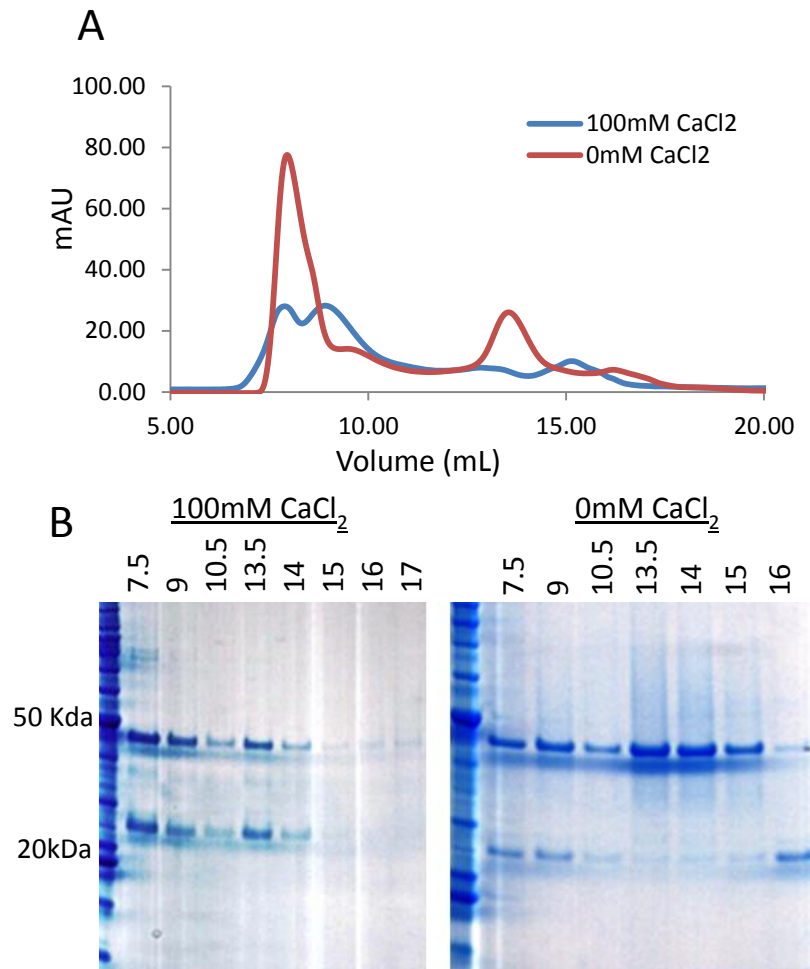 A
100.00
80.00
60.00
40.00
20.00
0.00
mAU
100mM CaCl2
0mM CaCl2
5.00 10.00 15.00 20.00
Volume (mL)
B
100mM CaCl₂ 0mM CaCl₂
7.5 9 10.5 13.5 14 15 16 17 7.5 9 10.5 13.5 14 15 16
50 Kda
20kDa